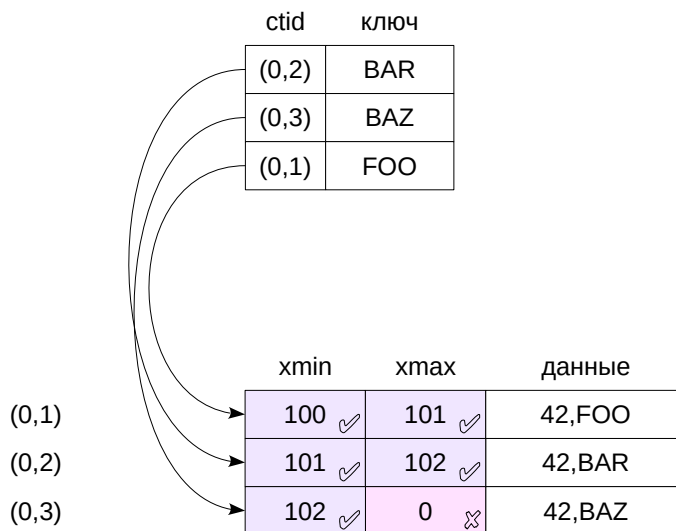 ctid ключ
(0,2) BAR
(0,3) BAZ
(0,1) FOO
xmin xmax данные
(0,1) 100 101 42,FOO
(0,2) 101 102 42,BAR
(0,3) 102 0 42,BAZ